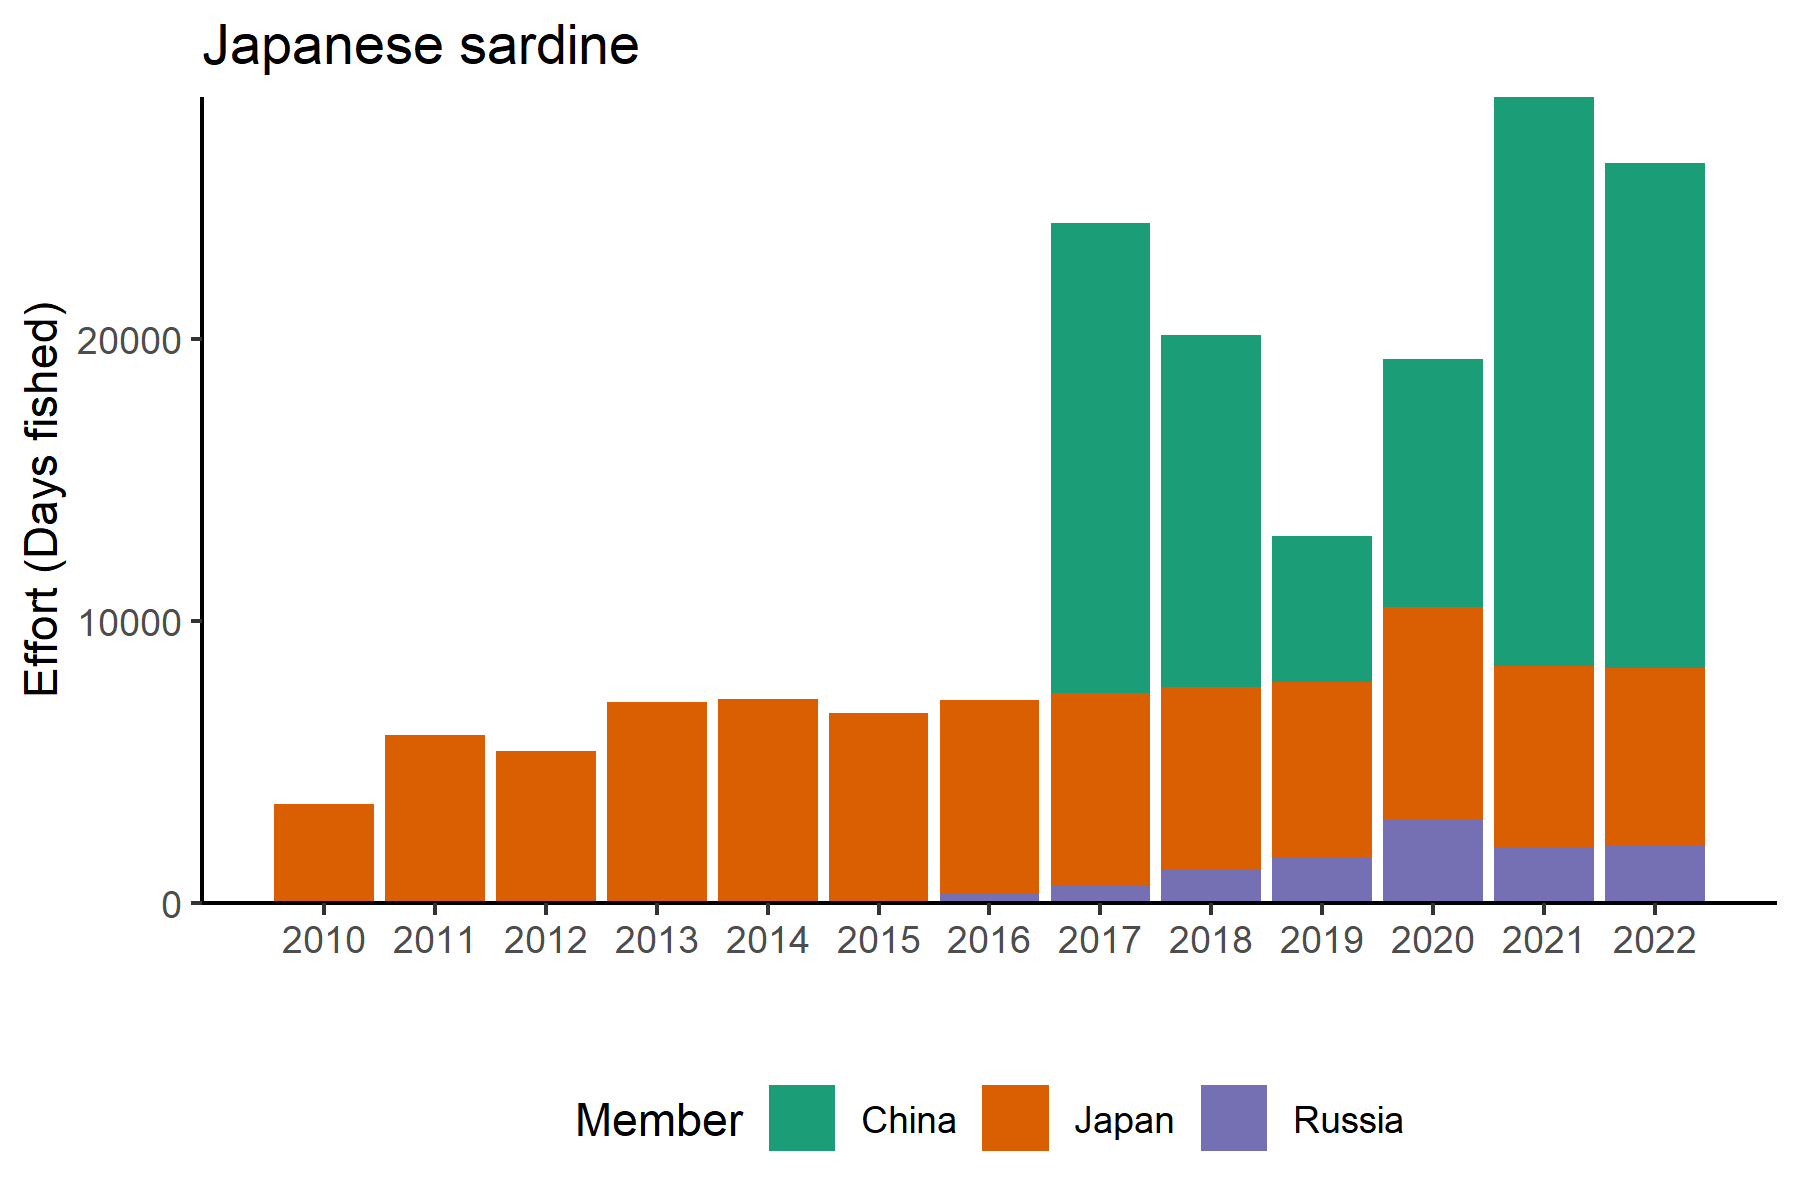 Japanese sardine
Effort (Days fished)
20000
10000
0
2010 2011 2012 2013 2014 2015 2016 2017 2018 2019 2020 2021 2022
Member China Japan Russia